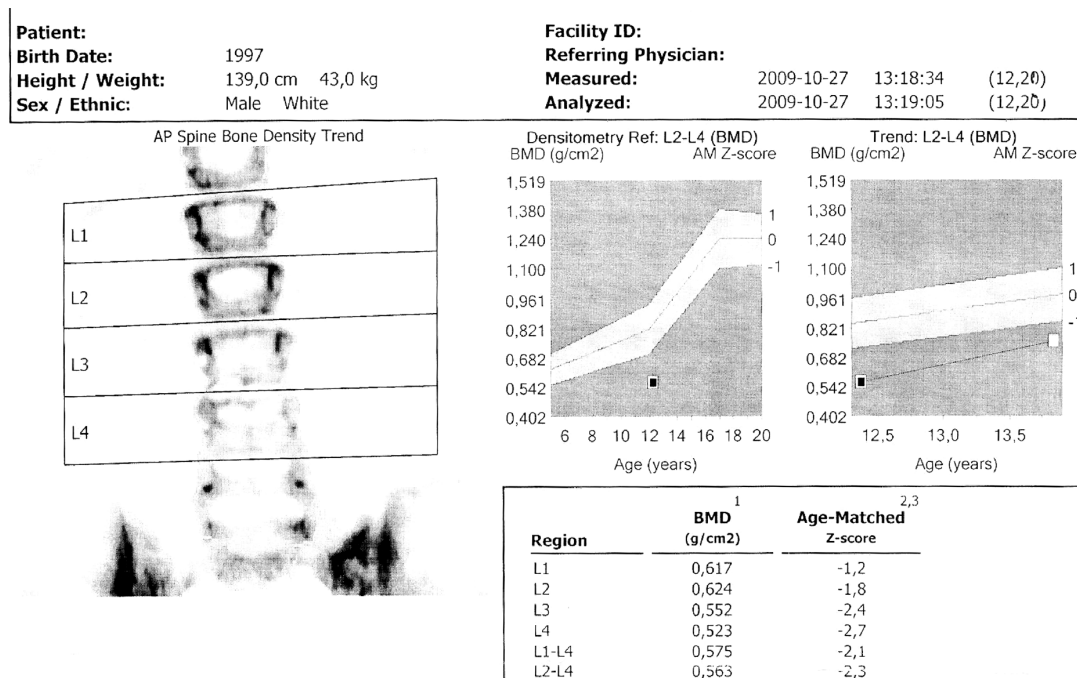 Patient:
Birth Date: 1997
Height / Weight: 139,0 cm 43,0 kg
Sex / Ethnic: Male White
Facility ID:
Referring Physician:
Measured: 2009-10-27 13:18:34 (12,20)
Analyzed: 2009-10-27 13:19:05 (12,20)
AP Spine Bone Density Trend
L1
L2
L3
L4
Densitometry Ref: L2-L4 (BMD)
BMD (g/cm2) AM Z-score
1,519
1,380
1,240
1,100
0,961
0,821
0,682
0,542
0,402
1
0
-1
6 8 10 12 14 16 18 20
Age (years)
Trend: L2-L4 (BMD)
BMD (g/cm2) AM Z-score
1,519
1,380
1,240
1,100
0,961
0,821
0,682
0,542
0,402
1
0
12,5 13,0 13,5
Age (years)
Region BMD 1 (g/cm2) Age-Matched 2,3 Z-score
L1 0,617 -1,2
L2 0,624 -1,8
L3 0,552 -2,4
L4 0,523 -2,7
L1-L4 0,575 -2,1
L2-L4 0,563 -2,3